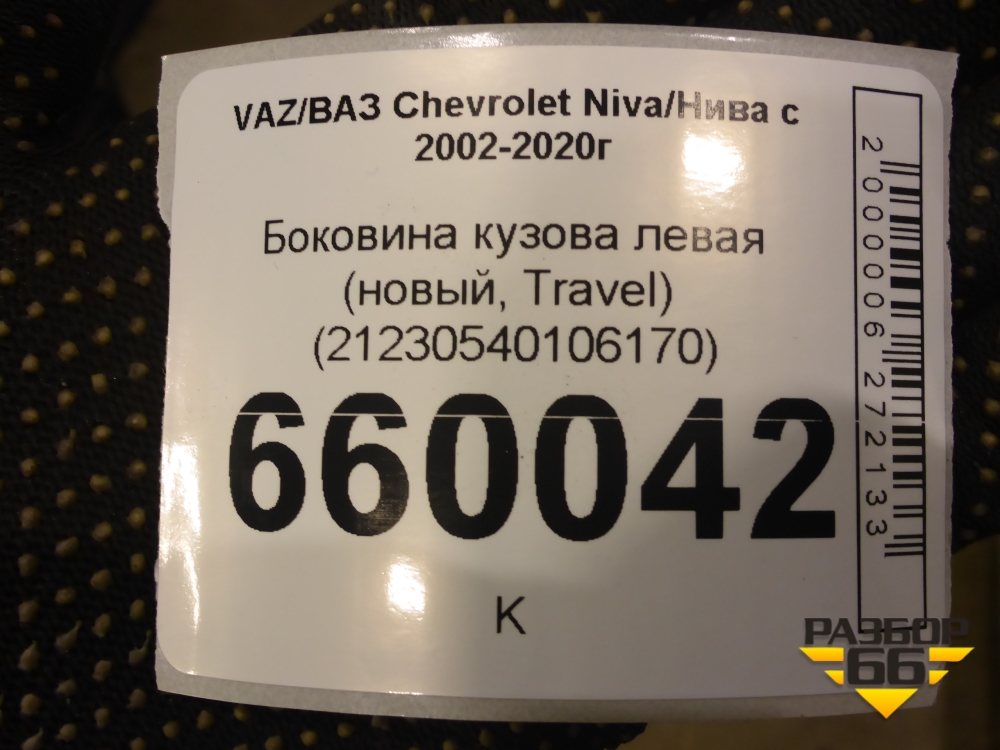 VAZ/ВАЗ Chevrolet Niva/Нива с
2002-2020г
Боковина кузова левая
(новый, Travel)
(21230540106170)
660042
К
2000006272133
РАЗБОР
66